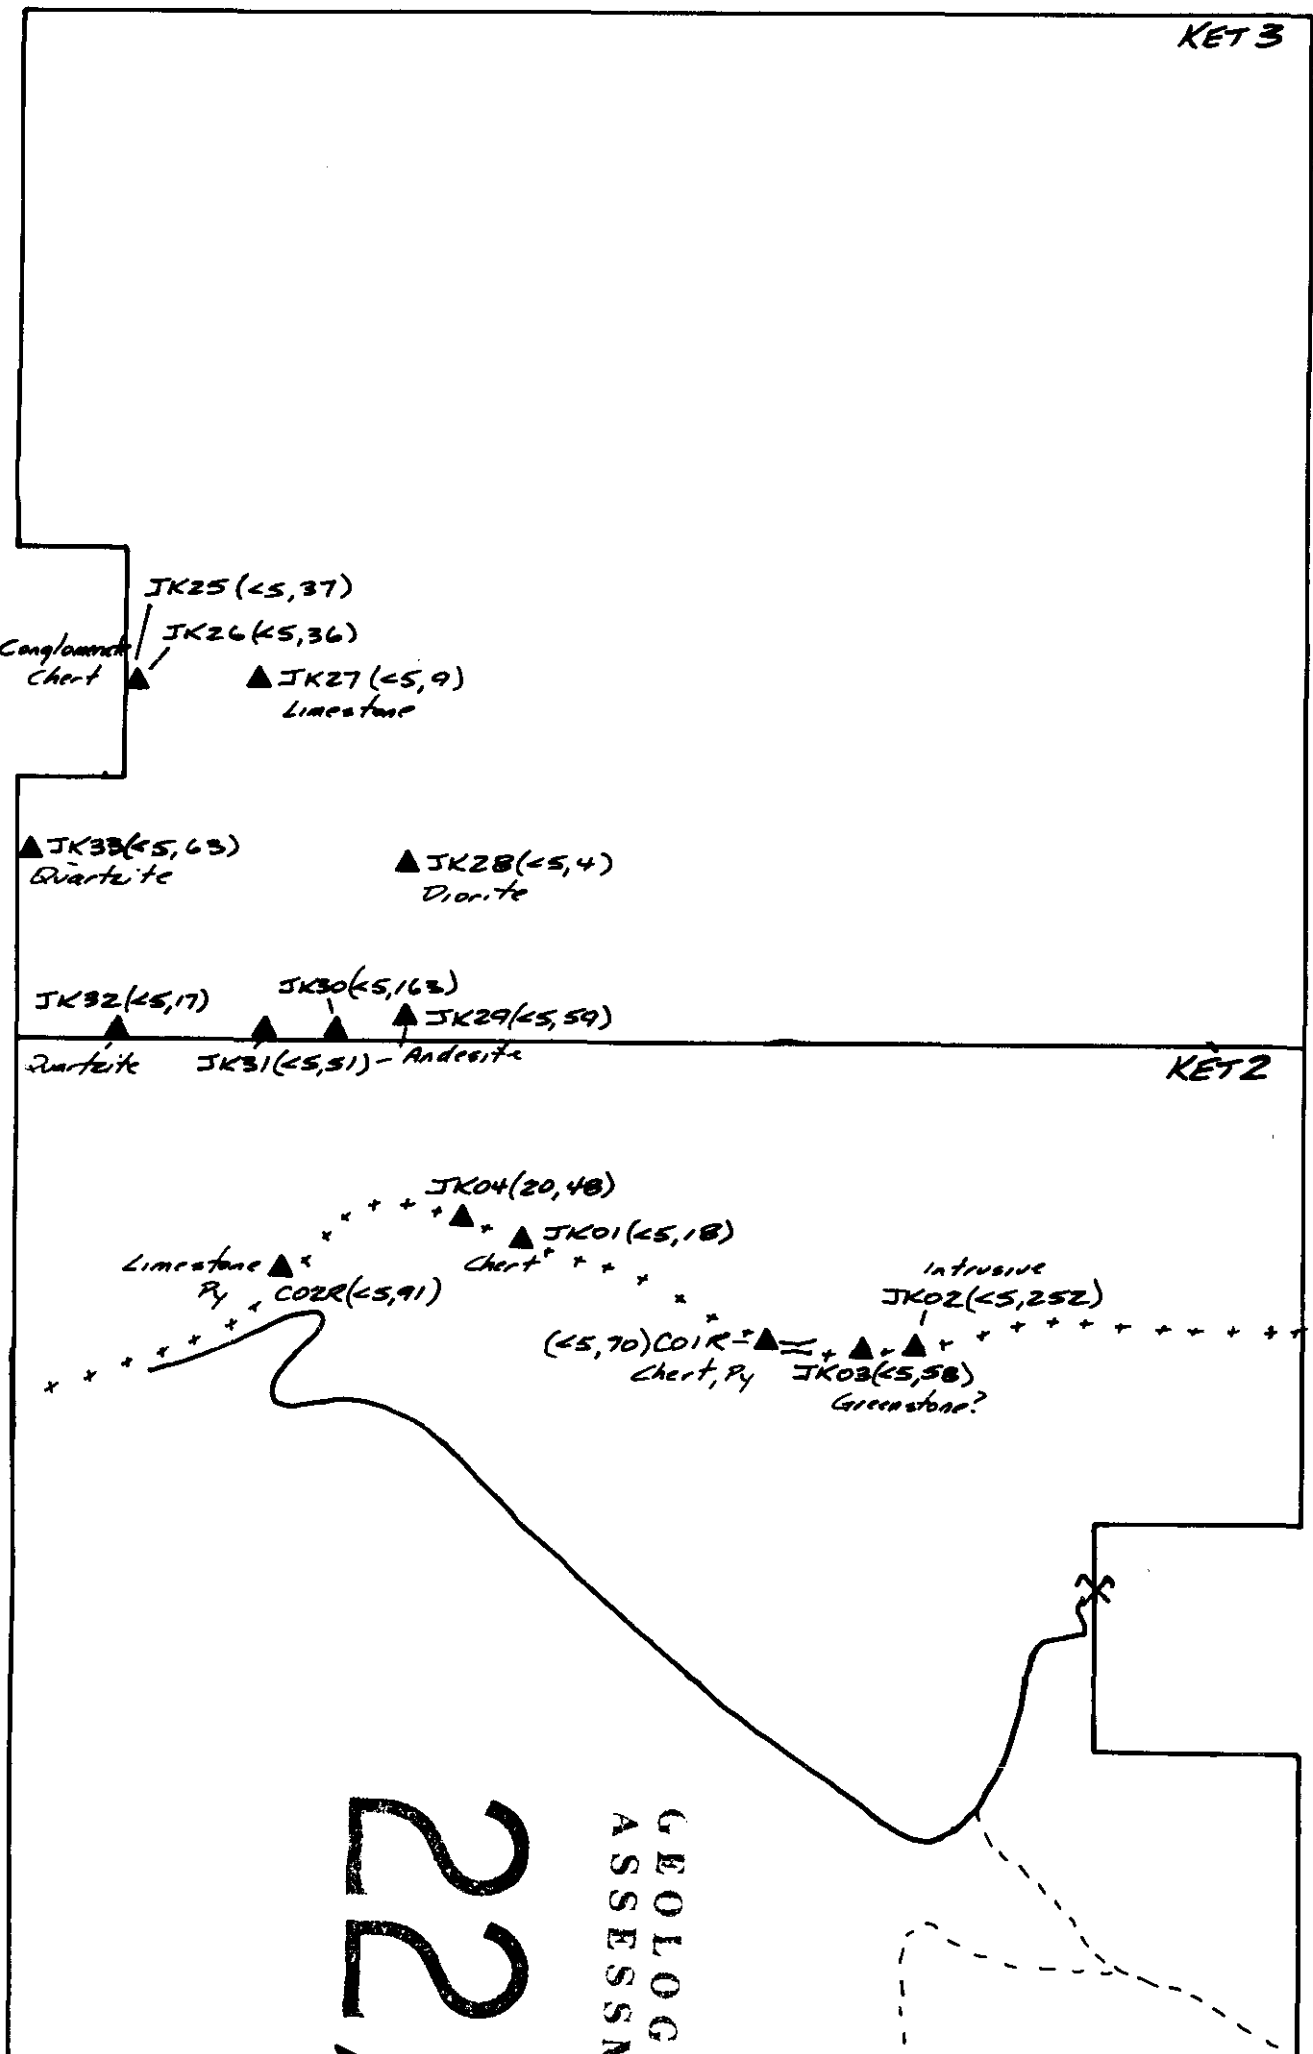 KET 3
JK25 (<5,37)
JK26 (<5,36)
Conglomerate
Chert
JK27 (<5,9)
Limestone
JK33 (<5,63)
Quartzite
JK28 (<5,4)
Diorite
JK30 (<5,163)
JK32 (<5,17)
JK29 (<5,59)
Quartzite
JK31 (<5,51) - Andesite
KET 2
JK04 (20,48)
JK01 (<5,18)
Chert
Limestone
Py
C02R (<5,91)
Intrusive
JK02 (<5,252)
(<5,70) C01R
Chert, Py
JK03 (<5,58)
Greenstone?
GEOLOG
ASSESSM
22